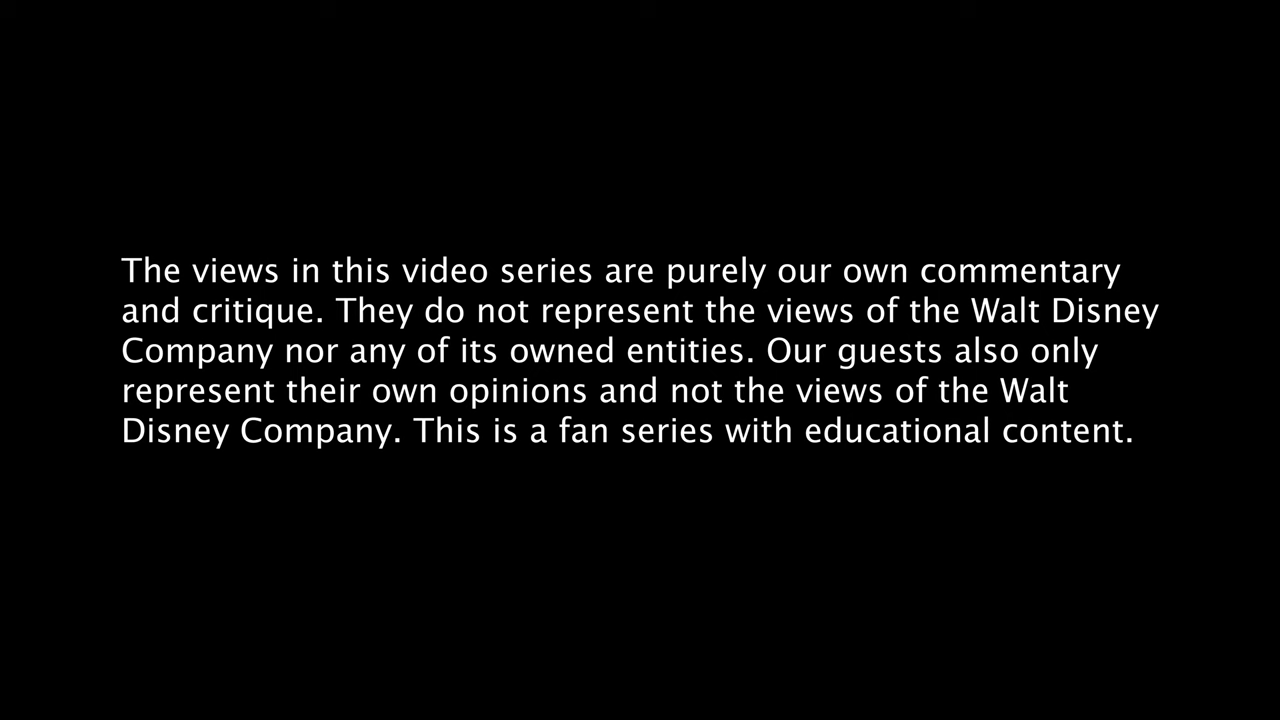 The views in this video series are purely our own commentary
and critique. They do not represent the views of the Walt Disney
Company nor any of its owned entities. Our guests also only
represent their own opinions and not the views of the Walt
Disney Company. This is a fan series with educational content.